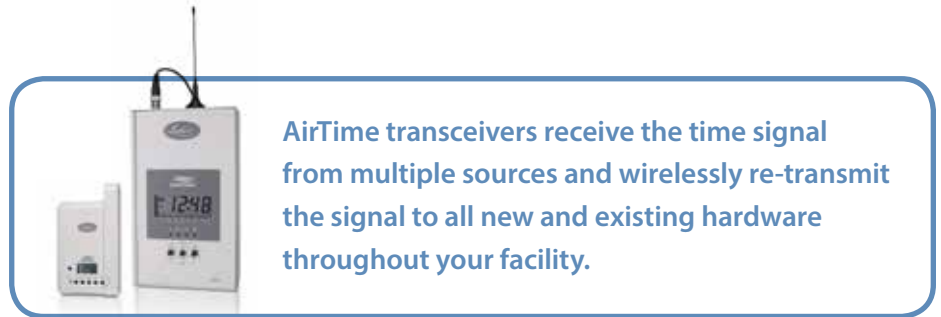 12:48
AirTime transceivers receive the time signal
from multiple sources and wirelessly re-transmit
the signal to all new and existing hardware
throughout your facility.